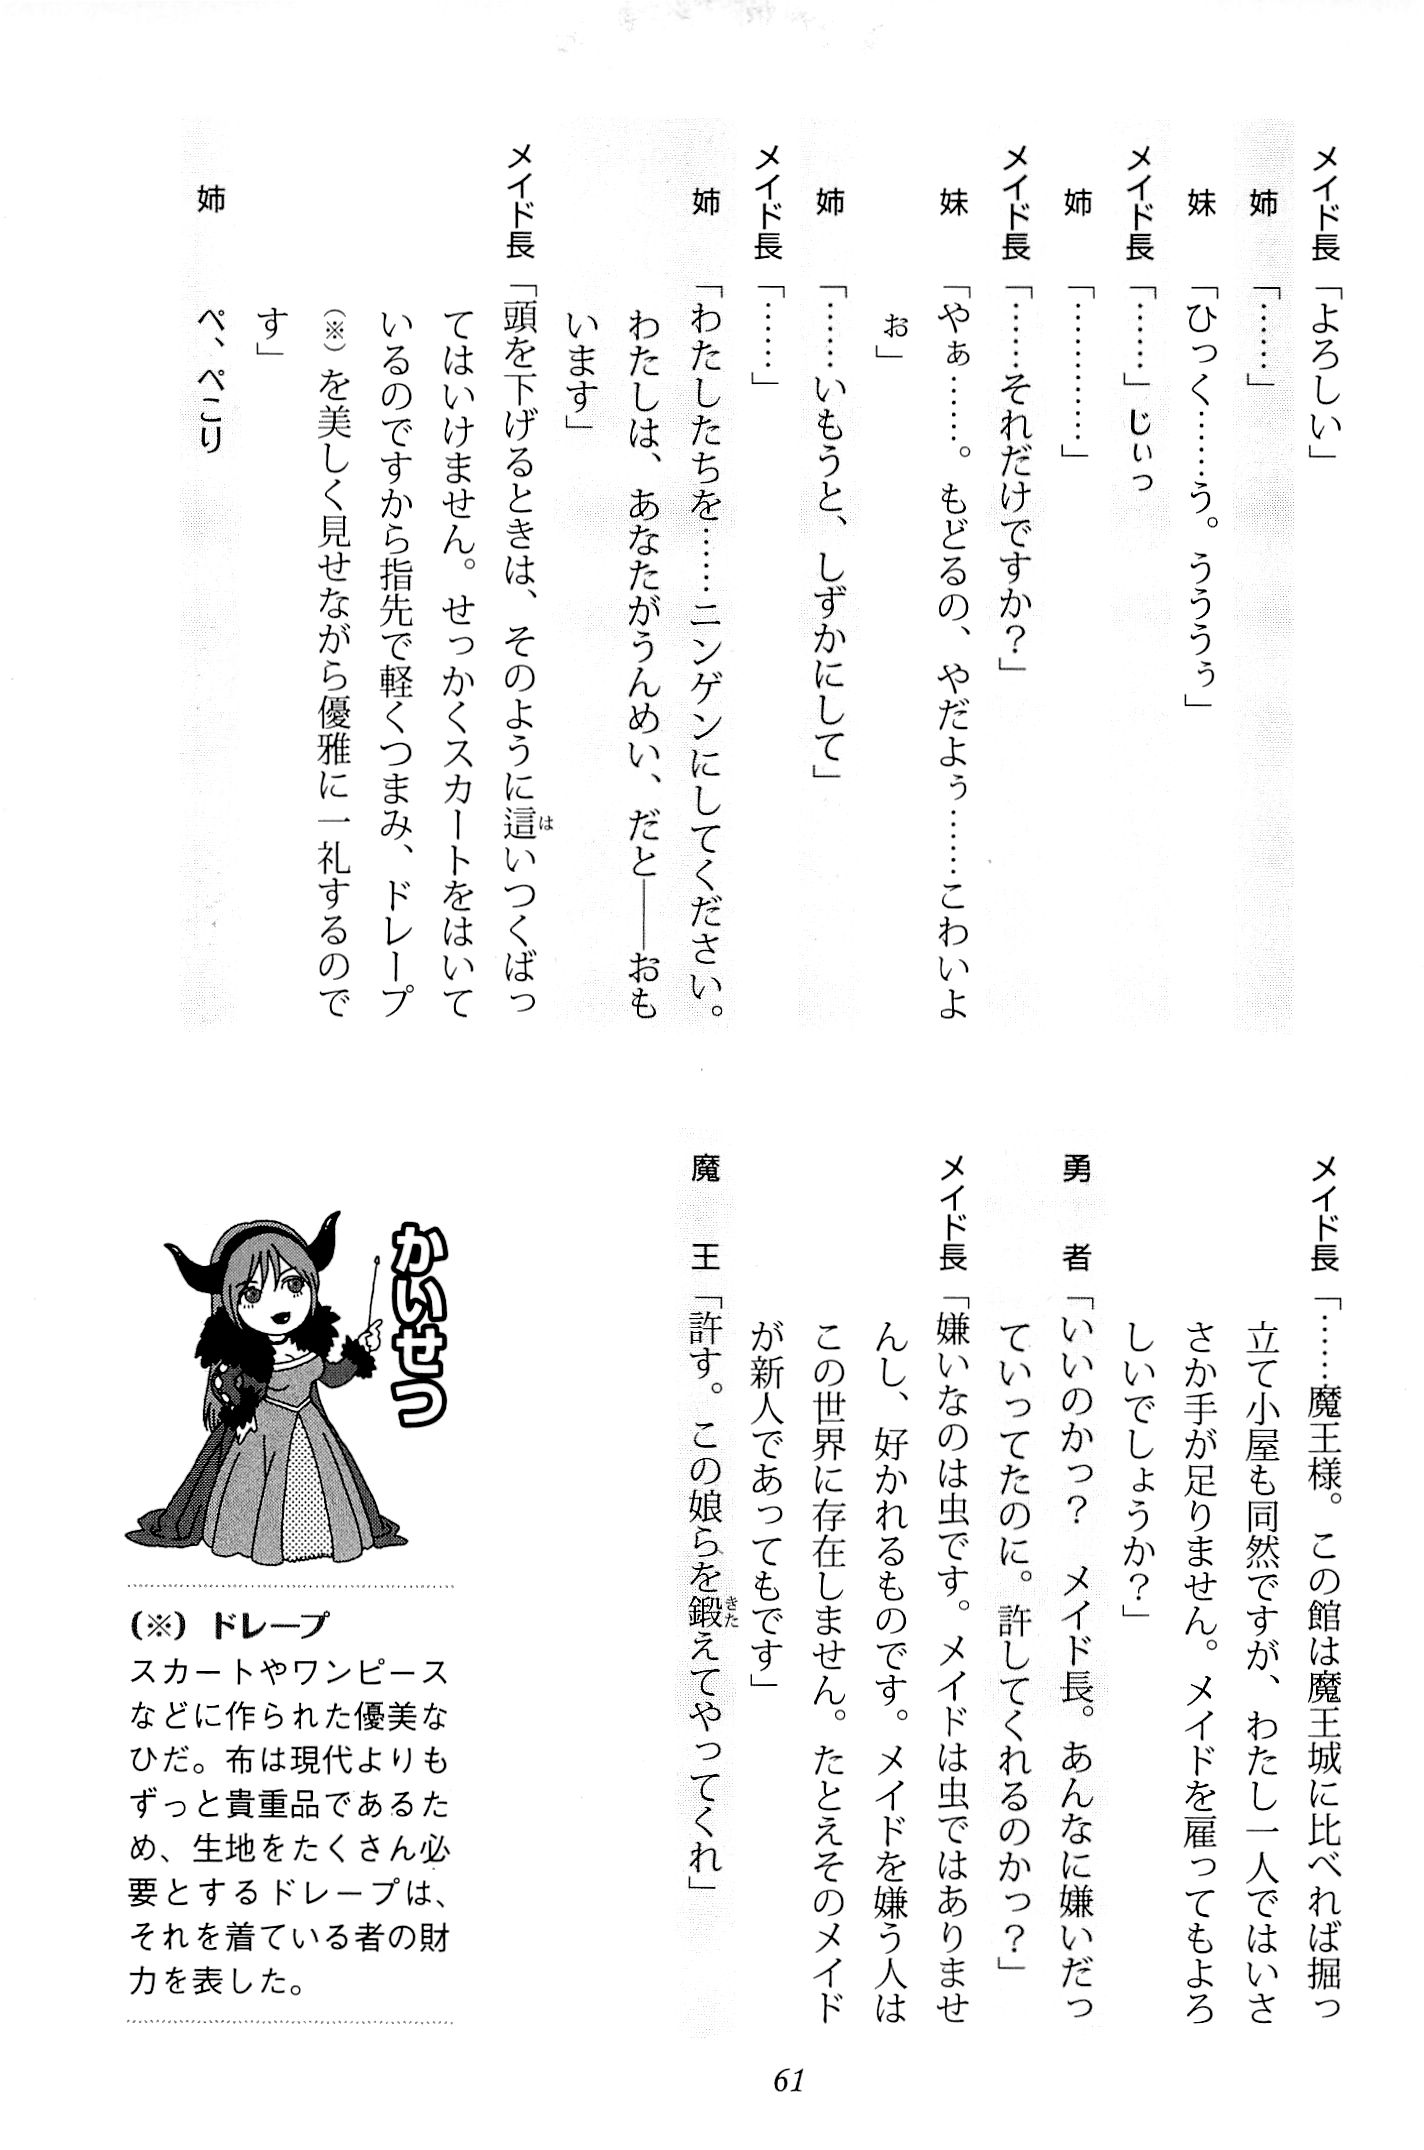 メイド長「よろしい」
姉「……」
妹「ひっく……う。うううぅ」
メイド長「……」じぃっ
姉「…………」
メイド長「……それだけですか?」
妹「やぁ……。もどるの、やだよぅ……こわいよ
ぉ」
姉「……いもうと、しずかにして」
メイド長「……」
姉「わたしたちを……ニンゲンにしてください。
わたしは、あなたがうんめい、だと――おも
います」
メイド長「頭を下げるときは、そのように這いつくばっ
てはいけません。せっかくスカートをはいて
いるのですから指先で軽くつまみ、ドレープ
(※)を美しく見せながら優雅に一礼するので
す」
姉 ぺ、ぺこり
メイド長「……魔王様。この館は魔王城に比べれば掘っ
立て小屋も同然ですが、わたし一人ではいさ
さか手が足りません。メイドを雇ってもよろ
しいでしょうか?」
勇者「いいのかっ? メイド長。あんなに嫌いだっ
ていってたのに。許してくれるのかっ?」
メイド長「嫌いなのは虫です。メイドは虫ではありませ
んし、好かれるものです。メイドを嫌う人は
この世界に存在しません。たとえそのメイド
が新人であってもです」
魔王「許す。この娘らを鍛えてやってくれ」
かいせつ
(※)ドレープ
スカートやワンピース
などに作られた優美な
ひだ。布は現代よりも
ずっと貴重品であるた
め、生地をたくさん必
要とするドレープは、
それを着ている者の財
力を表した。
61